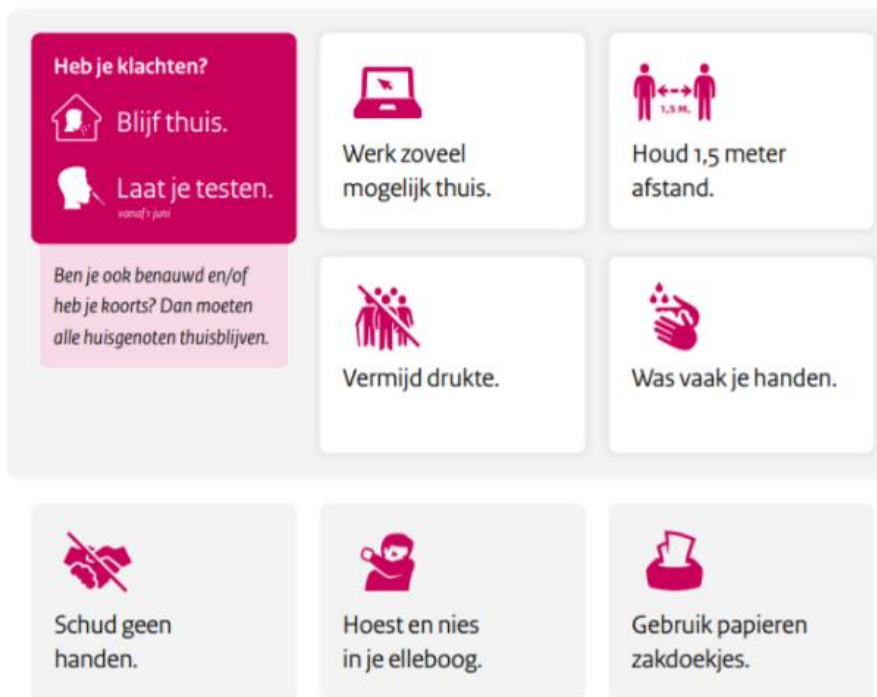 Heb je klachten?
Blijf thuis.
Laat je testen.
vanaf 1 juni
Ben je ook benauwd en/of
heb je koorts? Dan moeten
alle huisgenoten thuisblijven.
Werk zoveel
mogelijk thuis.
1,5 M.
Houd 1,5 meter
afstand.
Vermijd drukte.
Was vaak je handen.
Schud geen
handen.
Hoest en nies
in je elleboog.
Gebruik papieren
zakdoekjes.